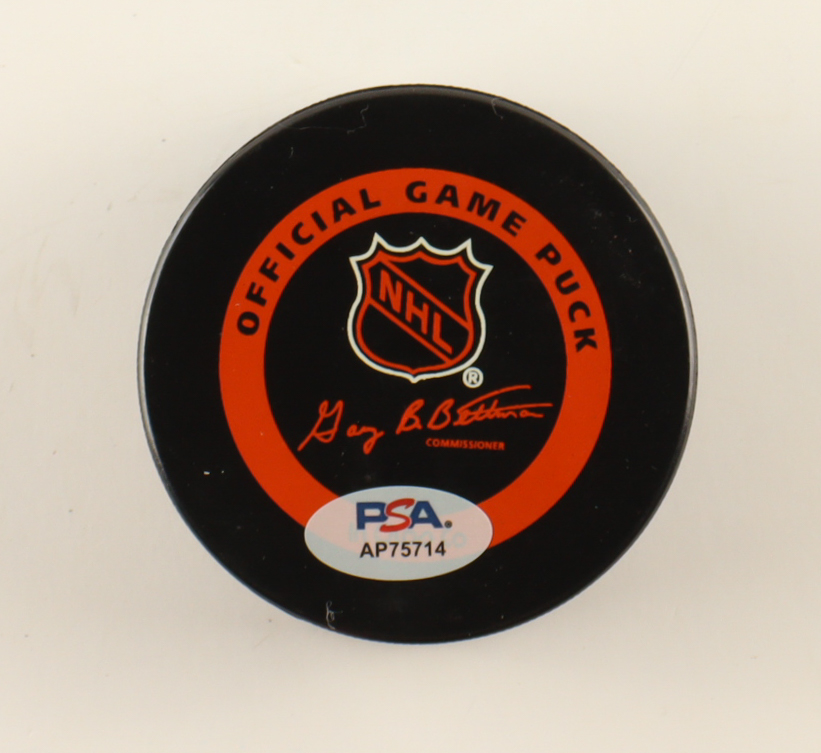 OFFICIAL GAME PUCK
NHL
®
Gary B. Bettman
COMMISSIONER
PSA.
AP75714